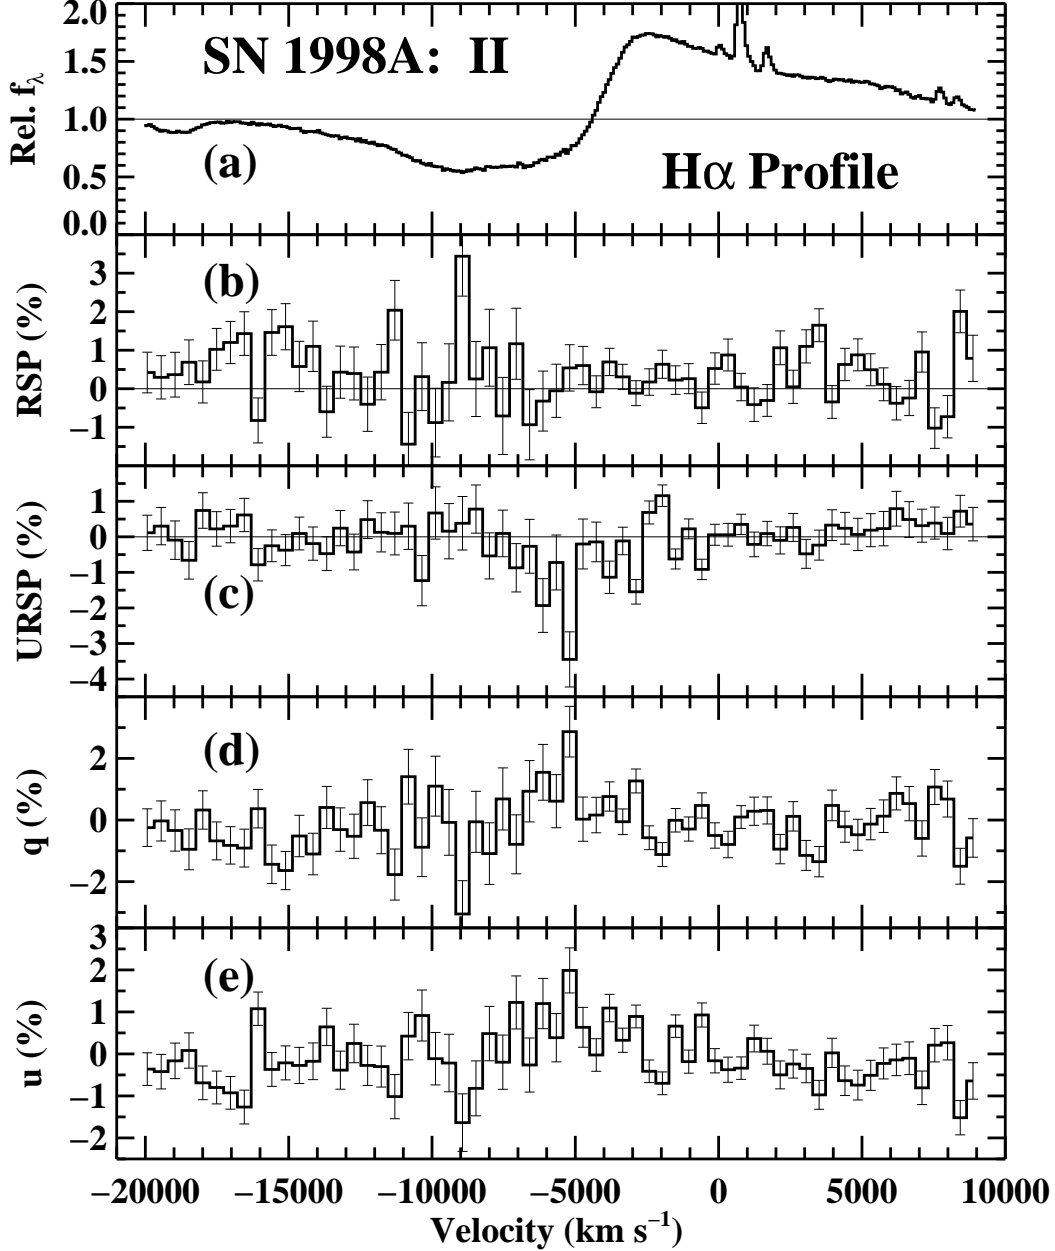 SN 1998A: II
Rel. fλ
2.0
1.5
1.0
0.5
0.0
(a)
Hα Profile
RSP (%)
3
2
1
0
−1
(b)
URSP (%)
1
0
−1
−2
−3
−4
(c)
q (%)
2
0
−2
(d)
u (%)
3
2
1
0
−1
−2
(e)
−20000 −15000 −10000 −5000 0 5000 10000
Velocity (km s−1)